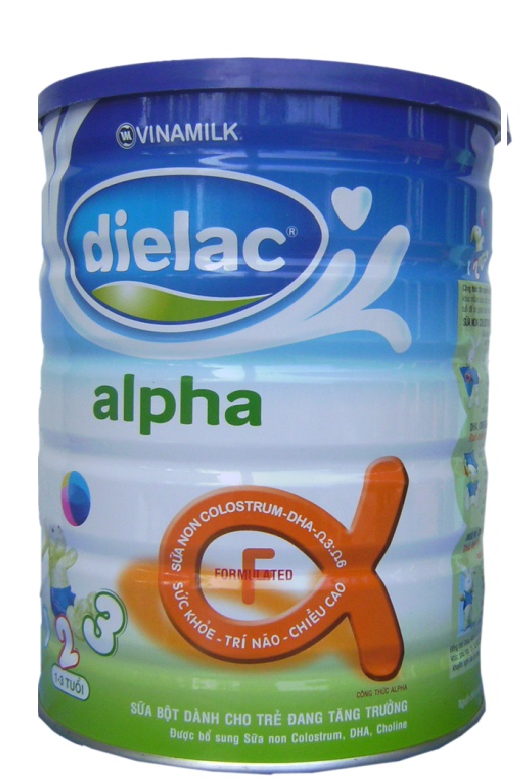 VINAMILK
dielac®
alpha
SỮA NON COLOSTRUM-DHA-Ω3:Ω6
F
FORMULATED
SỨC KHỎE - TRÍ NÃO - CHIỀU CAO
23
1-3 TUỔI
CÔNG THỨC ALPHA
SỮA BỘT DÀNH CHO TRẺ ĐANG TĂNG TRƯỞNG
Được bổ sung Sữa non Colostrum, DHA, Choline